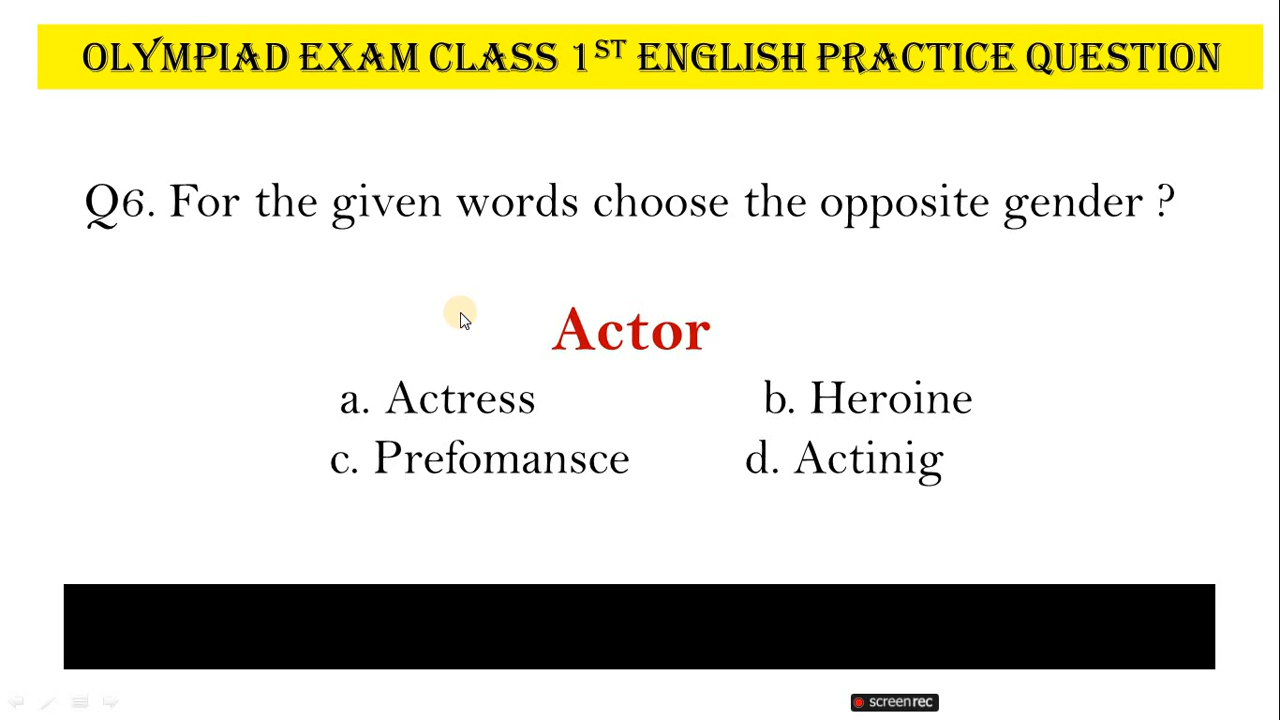 OLYMPIAD EXAM CLASS 1ST ENGLISH PRACTICE QUESTION
Q6. For the given words choose the opposite gender ?
Actor
a. Actress b. Heroine
c. Prefomansce d. Actinig
screenrec